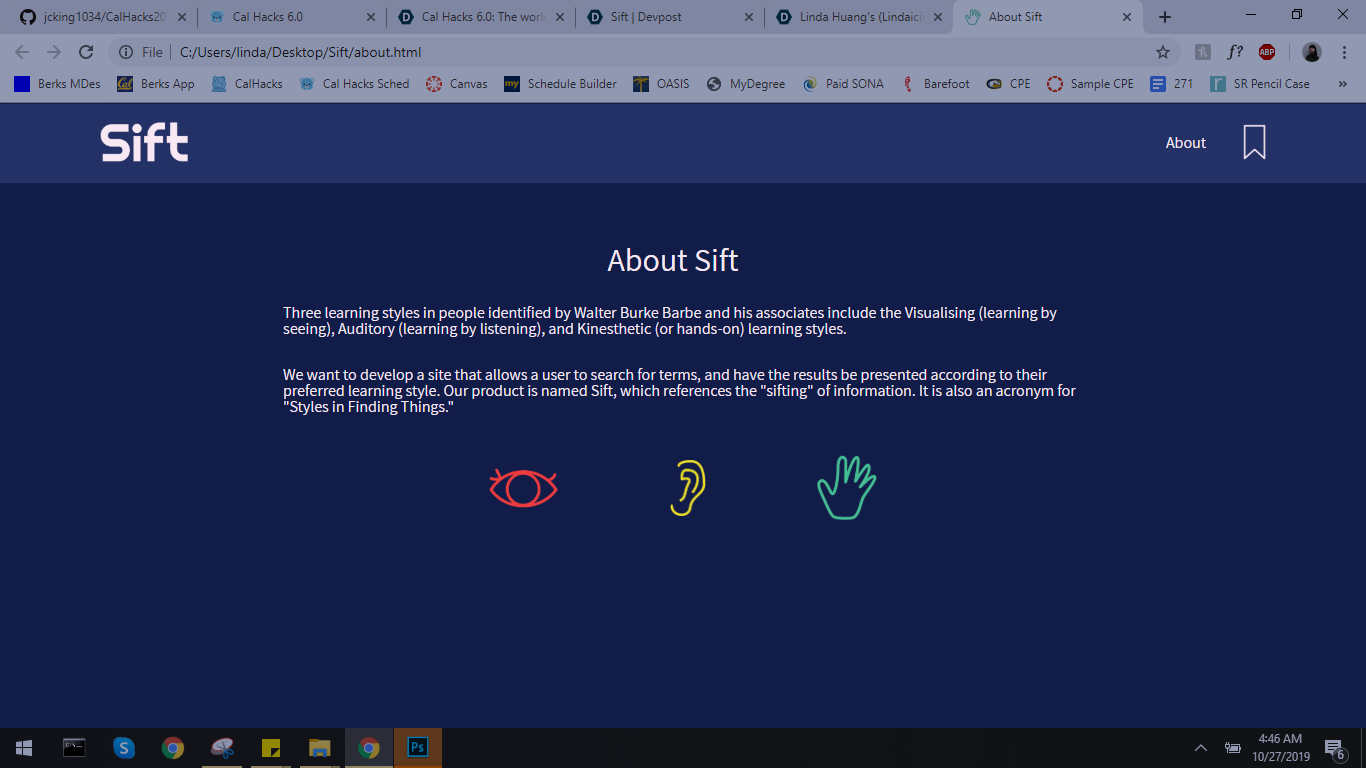 jcking1034/CalHacks20
Cal Hacks 6.0
Cal Hacks 6.0: The work
Sift | Devpost
Linda Huang's (Lindaici
About Sift
File
C:/Users/linda/Desktop/Sift/about.html
f?
ABP
Berks MDes
Berks App
CalHacks
Cal Hacks Sched
Canvas
my
Schedule Builder
OASIS
MyDegree
Paid SONA
Barefoot
CPE
Sample CPE
271
SR Pencil Case
»
Sift
About
About Sift
Three learning styles in people identified by Walter Burke Barbe and his associates include the Visualising (learning by
seeing), Auditory (learning by listening), and Kinesthetic (or hands-on) learning styles.
We want to develop a site that allows a user to search for terms, and have the results be presented according to their
preferred learning style. Our product is named Sift, which references the "sifting" of information. It is also an acronym for
"Styles in Finding Things."
Ps
4:46 AM
10/27/2019
6